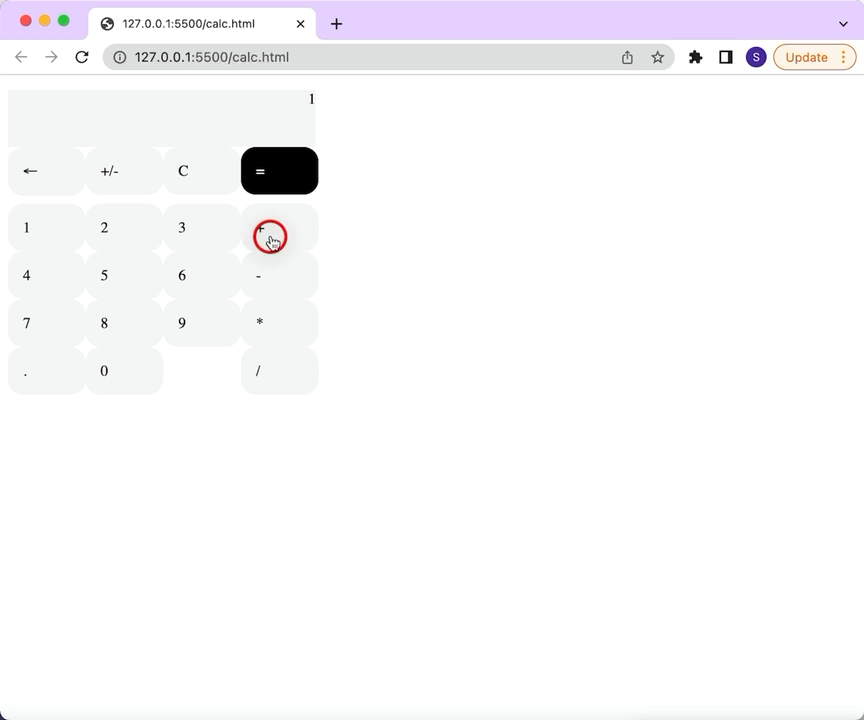 127.0.0.1:5500/calc.html
127.0.0.1:5500/calc.html
S
Update
1
← +/- C =
1 2 3 +
4 5 6 -
7 8 9 *
. 0 /